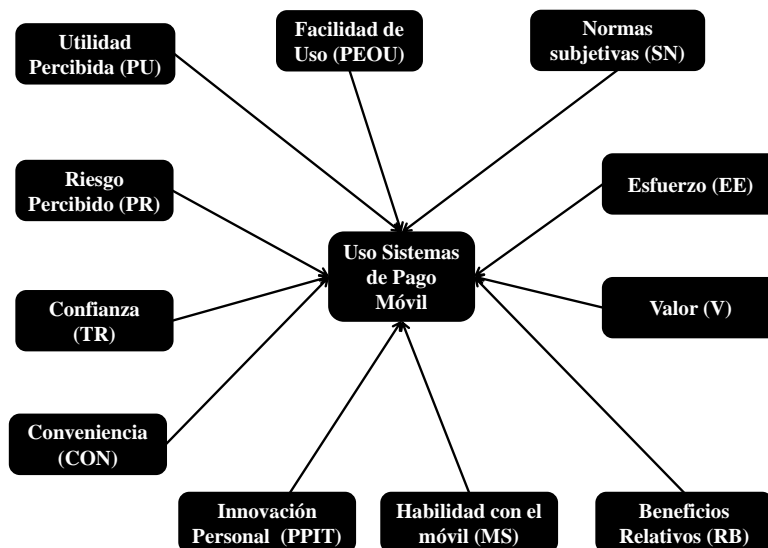 Utilidad
Percibida (PU)
Facilidad de
Uso (PEOU)
Normas
subjetivas (SN)
Riesgo
Percibido (PR)
Esfuerzo (EE)
Uso Sistemas
de Pago
Móvil
Confianza
(TR)
Valor (V)
Conveniencia
(CON)
Innovación
Personal (PPIT)
Habilidad con el
móvil (MS)
Beneficios
Relativos (RB)